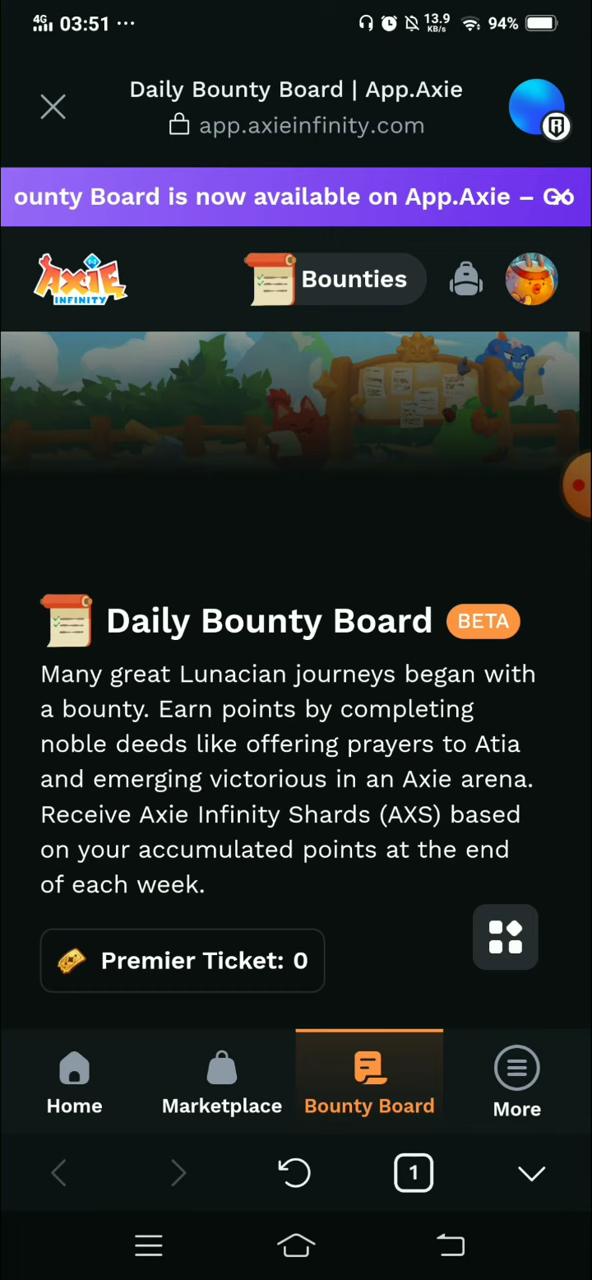 4G 03:51 ... 13.9 KB/s 94%
Daily Bounty Board | App.Axie
app.axieinfinity.com
ounty Board is now available on App.Axie –
AXIE
INFINITY
Bounties
Daily Bounty Board BETA
Many great Lunacian journeys began with
a bounty. Earn points by completing
noble deeds like offering prayers to Atia
and emerging victorious in an Axie arena.
Receive Axie Infinity Shards (AXS) based
on your accumulated points at the end
of each week.
Premier Ticket: 0
Home Marketplace Bounty Board More
1